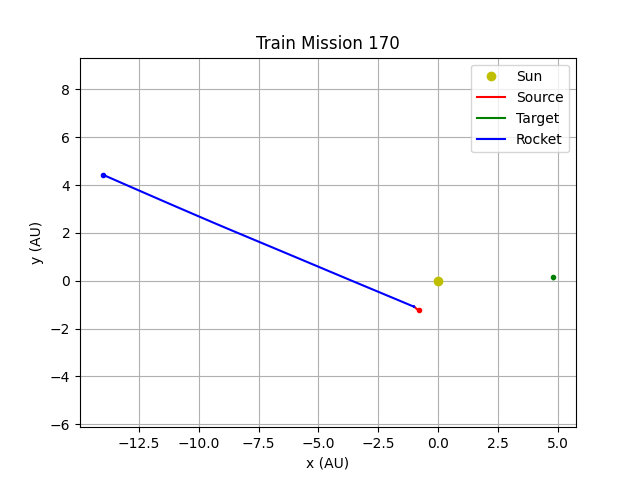 Train Mission 170
Sun
Source
Target
Rocket
8
6
4
2
0
−2
−4
−6
y (AU)
−12.5 −10.0 −7.5 −5.0 −2.5 0.0 2.5 5.0
x (AU)